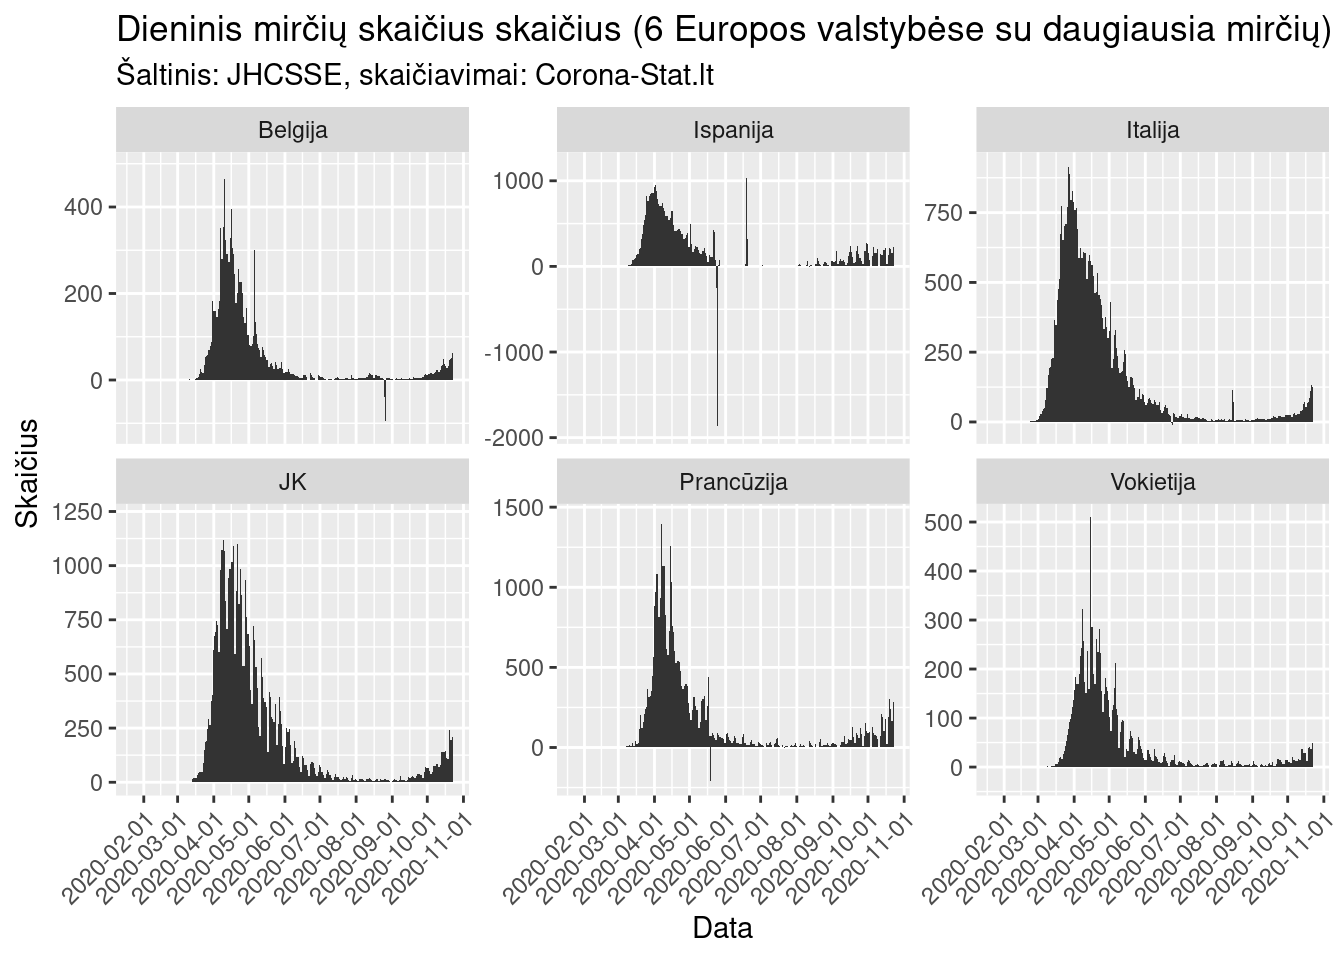 Dieninis mirčių skaičius skaičius (6 Europos valstybėse su daugiausia mirčių)
Šaltinis: JHCSSE, skaičiavimai: Corona-Stat.lt
Skaičius
Belgija
400
200
0
Ispanija
1000
0
-1000
-2000
Italija
750
500
250
0
JK
1250
1000
750
500
250
0
Prancūzija
1500
1000
500
0
Vokietija
500
400
300
200
100
0
2020-02-01 2020-03-01 2020-04-01 2020-05-01 2020-06-01 2020-07-01 2020-08-01 2020-09-01 2020-10-01 2020-11-01
2020-02-01 2020-03-01 2020-04-01 2020-05-01 2020-06-01 2020-07-01 2020-08-01 2020-09-01 2020-10-01 2020-11-01
2020-02-01 2020-03-01 2020-04-01 2020-05-01 2020-06-01 2020-07-01 2020-08-01 2020-09-01 2020-10-01 2020-11-01
Data